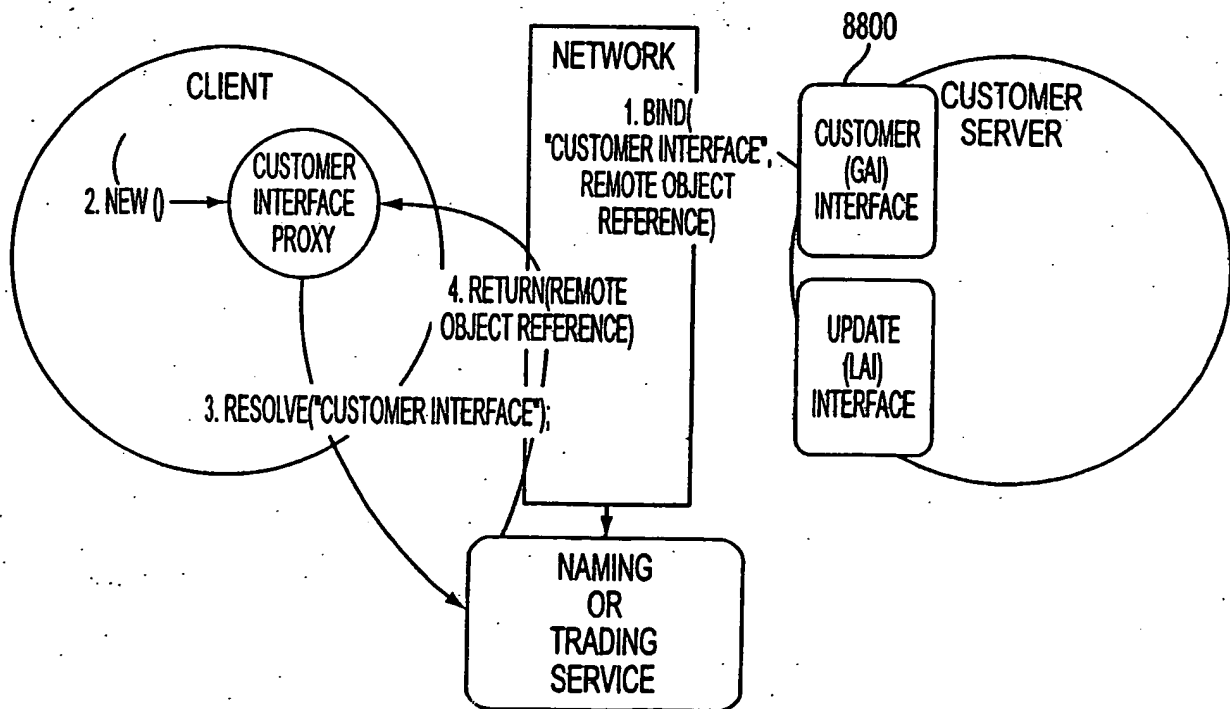 8800
NETWORK
CLIENT
CUSTOMER
SERVER
1. BIND(
"CUSTOMER INTERFACE",
REMOTE OBJECT
REFERENCE)
CUSTOMER
(GAI)
INTERFACE
2. NEW ()
CUSTOMER
INTERFACE
PROXY
4. RETURN(REMOTE
OBJECT REFERENCE)
UPDATE
(LAI)
INTERFACE
3. RESOLVE("CUSTOMER INTERFACE");
NAMING
OR
TRADING
SERVICE